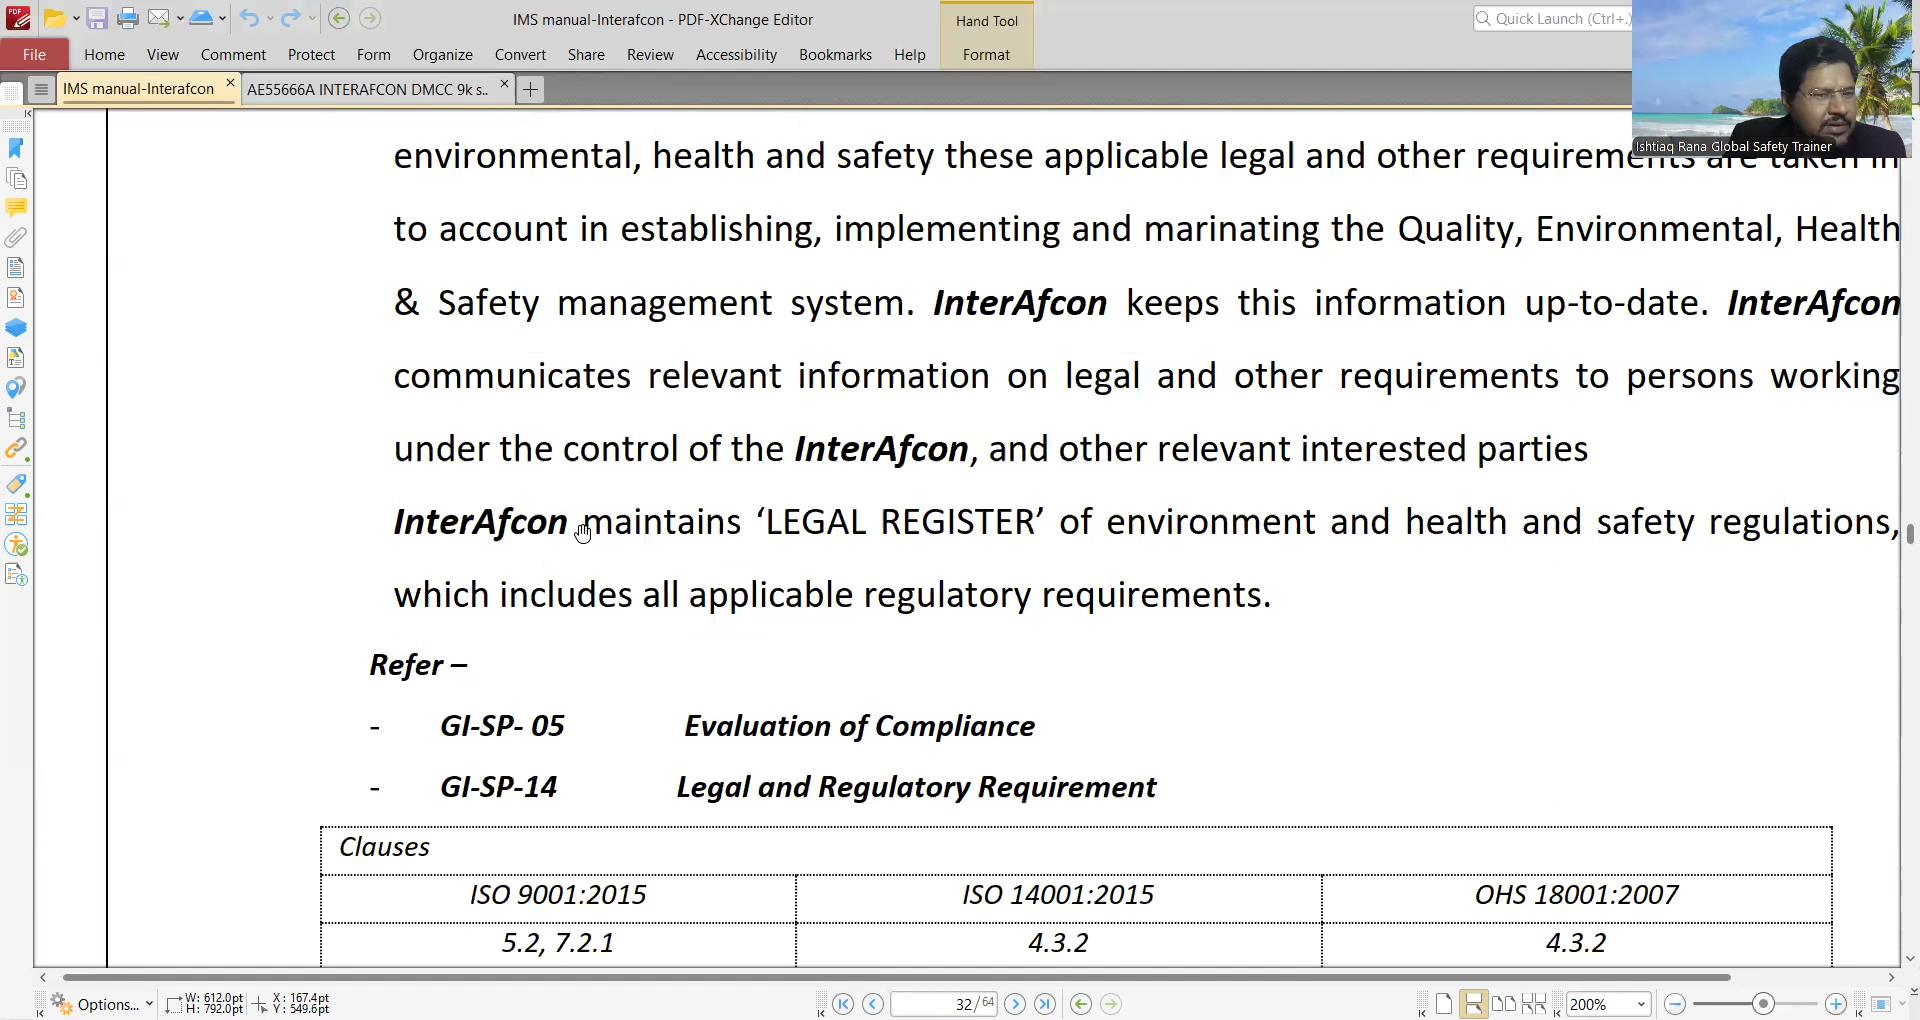 IMS manual-Interafcon - PDF-XChange Editor
Hand Tool
Quick Launch (Ctrl+.)
File
Home
View
Comment
Protect
Form
Organize
Convert
Share
Review
Accessibility
Bookmarks
Help
Format
IMS manual-Interafcon
AE55666A INTERAFCON DMCC 9k s..
Ishtiaq Rana Global Safety Trainer
environmental, health and safety these applicable legal and other requirements are taken in
to account in establishing, implementing and marinating the Quality, Environmental, Health
& Safety management system. InterAfcon keeps this information up-to-date. InterAfcon
communicates relevant information on legal and other requirements to persons working
under the control of the InterAfcon, and other relevant interested parties
InterAfcon maintains ‘LEGAL REGISTER’ of environment and health and safety regulations,
which includes all applicable regulatory requirements.
Refer –
- GI-SP- 05 Evaluation of Compliance
- GI-SP-14 Legal and Regulatory Requirement
Clauses
ISO 9001:2015 ISO 14001:2015 OHS 18001:2007
5.2, 7.2.1 4.3.2 4.3.2
Options...
W: 612.0pt
H: 792.0pt
X: 167.4pt
Y: 549.6pt
32 / 64
200%